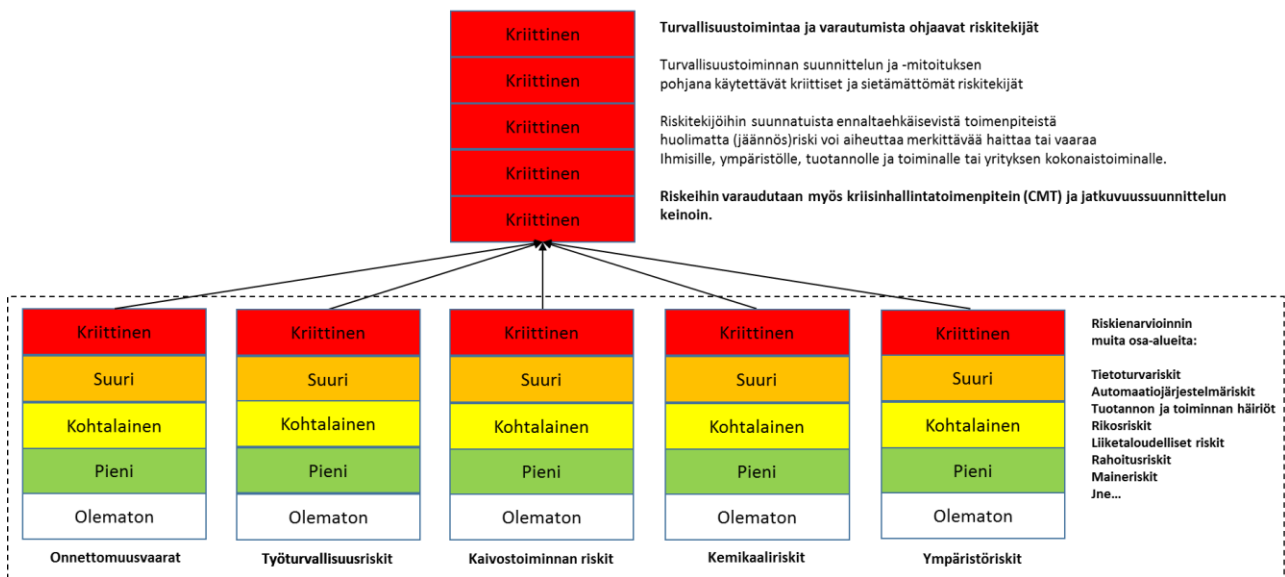 Kriittinen
Kriittinen
Kriittinen
Kriittinen
Kriittinen
Turvallisuustoimintaa ja varautumista ohjaavat riskitekijät
Turvallisuustoiminnan suunnittelun ja -mitoituksen
pohjana käytettävät kriittiset ja sietämättömät riskitekijät
Riskitekijöihin suunnatuista ennaltaehkäisevistä toimenpiteistä
huolimatta (jäännös)riski voi aiheuttaa merkittävää haittaa tai vaaraa
Ihmisille, ympäristölle, tuotannolle ja toiminalle tai yrityksen kokonaistoiminalle.
Riskeihin varaudutaan myös kriisinhallintatoimenpitein (CMT) ja jatkuvuussuunnittelun
keinoin.
Kriittinen
Suuri
Kohtalainen
Pieni
Olematon
Onnettomuusvaarat
Kriittinen
Suuri
Kohtalainen
Pieni
Olematon
Työturvallisuusriskit
Kriittinen
Suuri
Kohtalainen
Pieni
Olematon
Kaivostoiminnan riskit
Kriittinen
Suuri
Kohtalainen
Pieni
Olematon
Kemikaaliriskit
Kriittinen
Suuri
Kohtalainen
Pieni
Olematon
Ympäristöriskit
Riskienarvioinnin
muita osa-alueita:
Tietoturvariskit
Automaatiojärjestelmäriskit
Tuotannon ja toiminnan häiriöt
Rikosriskit
Liiketaloudelliset riskit
Rahoitusriskit
Maineriskit
Jne...